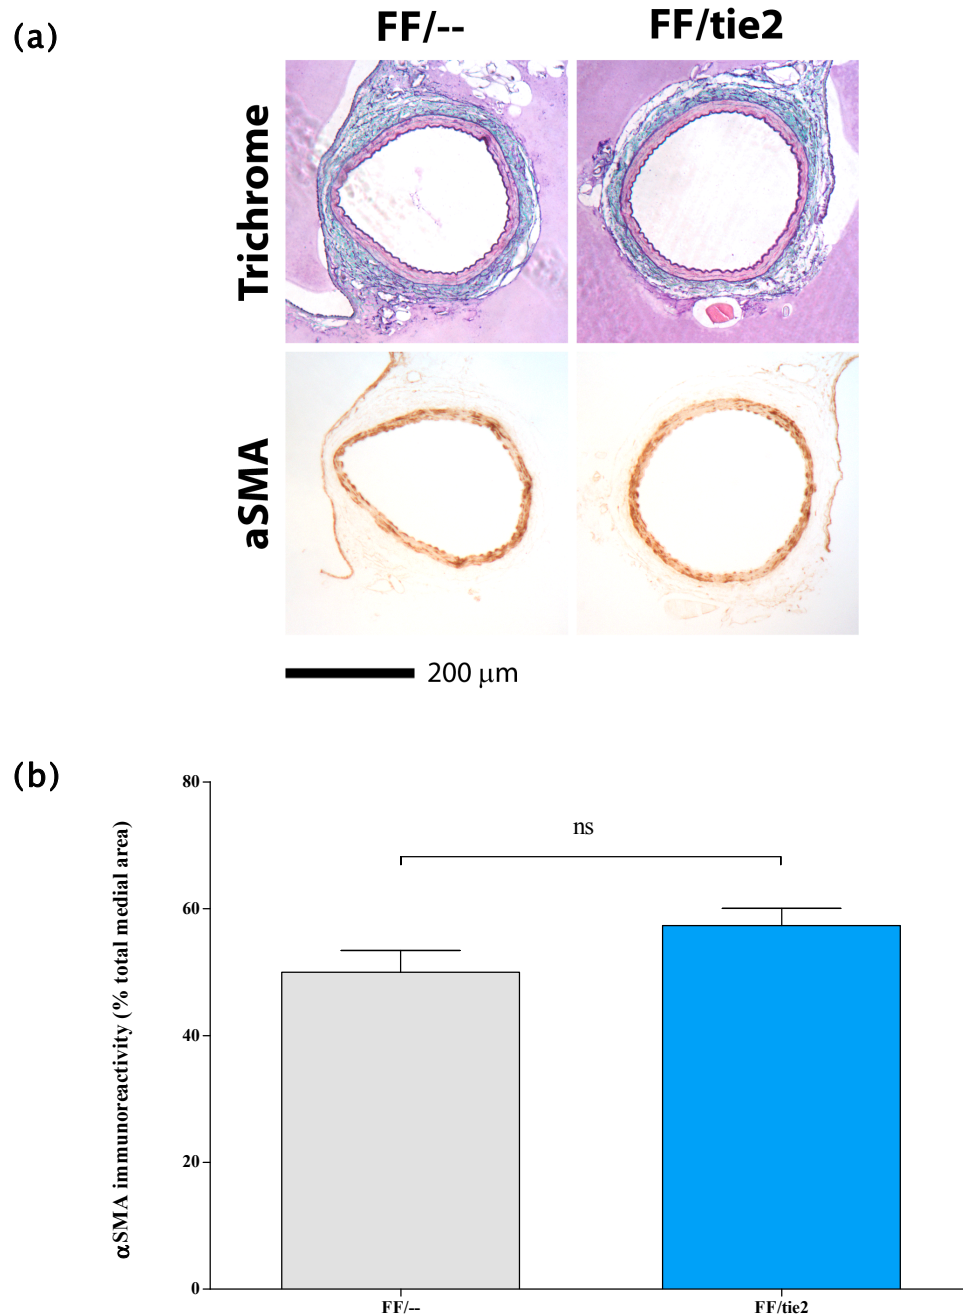 (a)
FF/-- FF/tie2
Trichrome
aSMA
200 μm
(b)
αSMA immunoreactivity (% total medial area)
80
60
40
20
0
ns
FF/-- FF/tie2